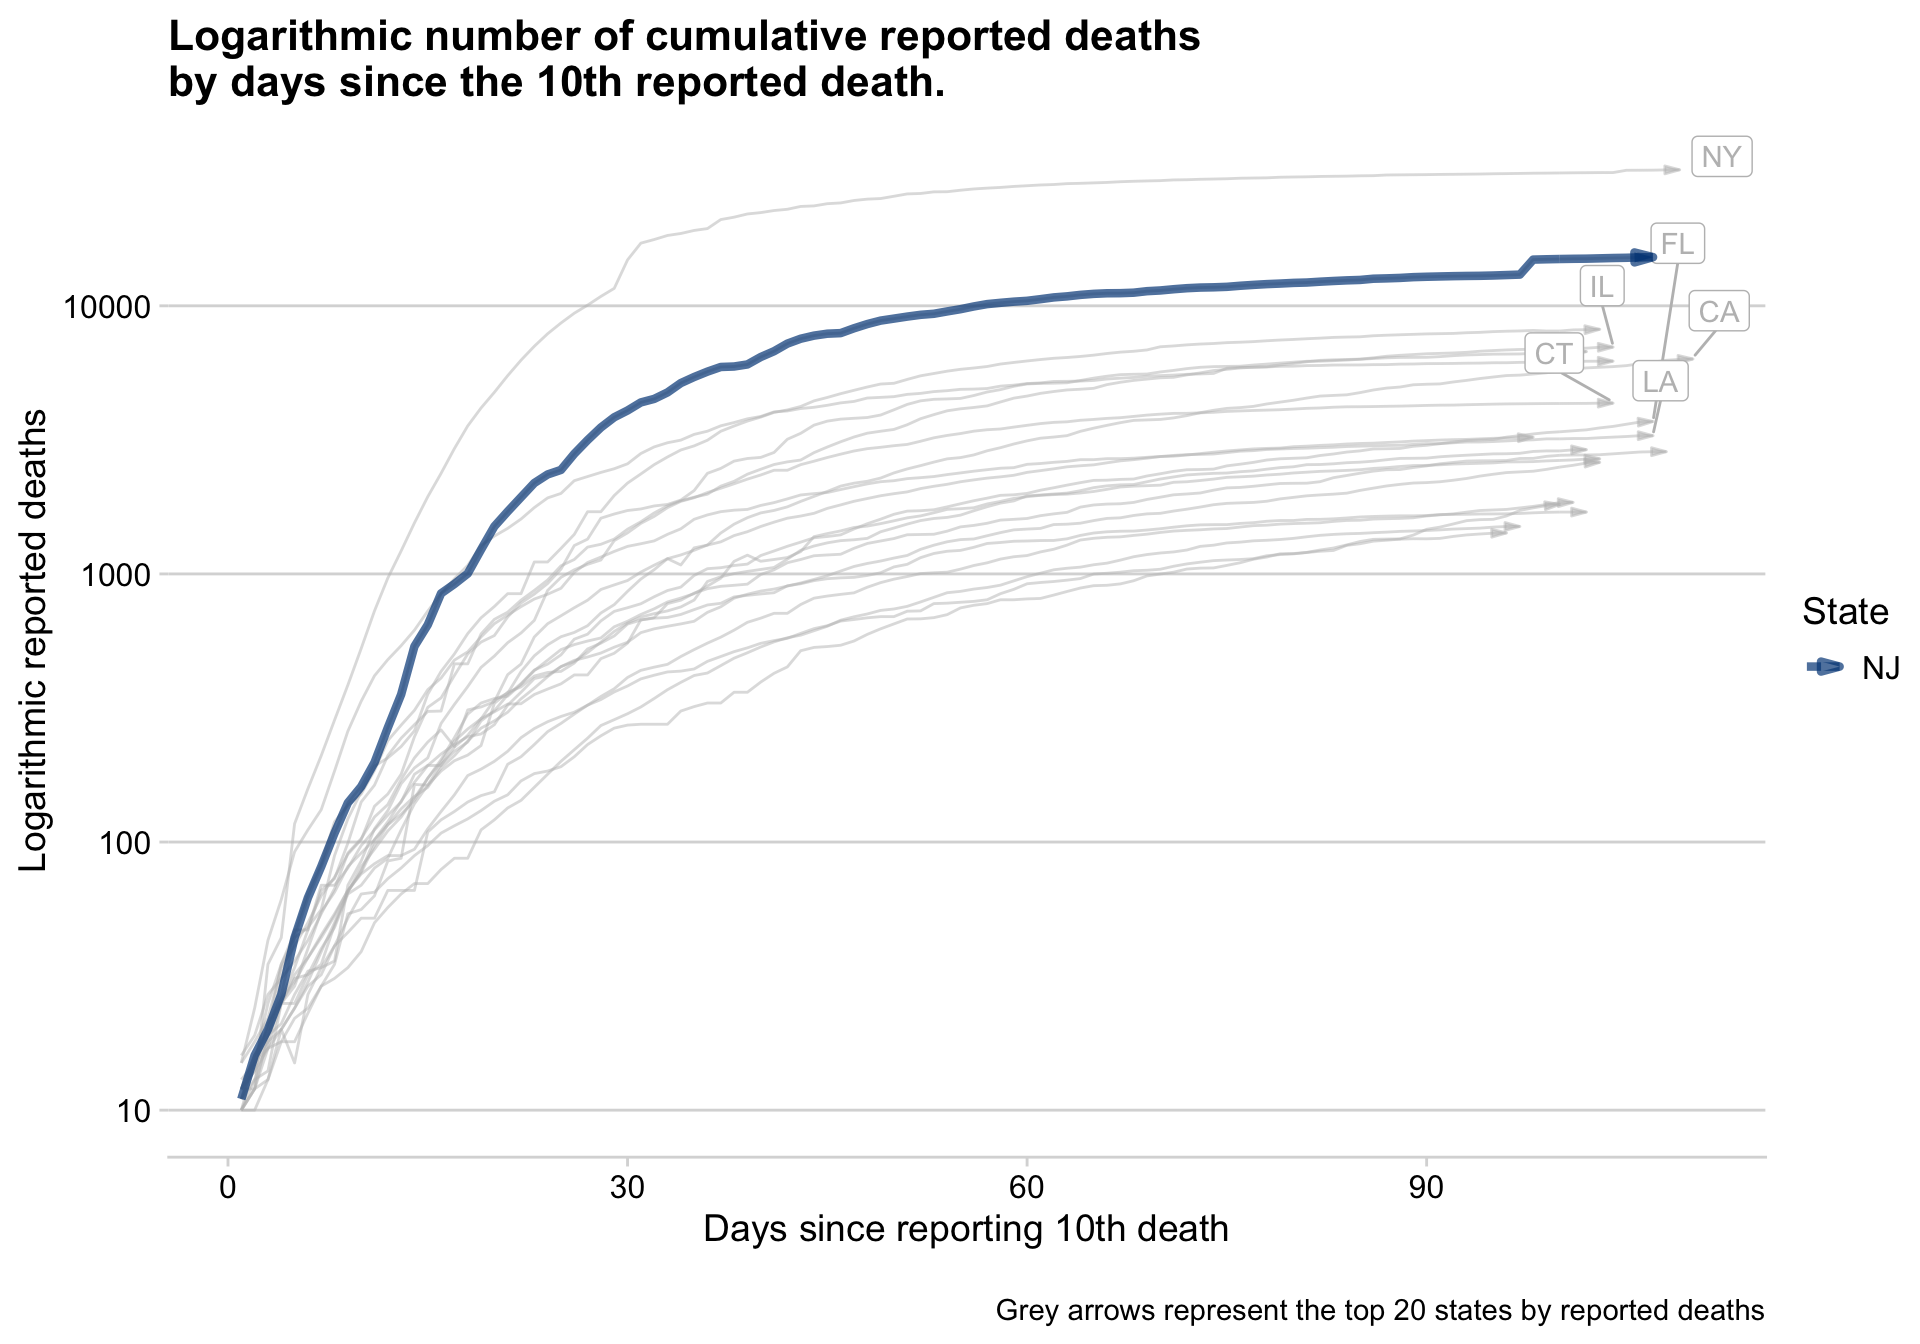 Logarithmic number of cumulative reported deaths
by days since the 10th reported death.
NY
FL
IL
CA
CT
LA
10000
1000
100
10
Logarithmic reported deaths
State
NJ
0
30
60
90
Days since reporting 10th death
Grey arrows represent the top 20 states by reported deaths